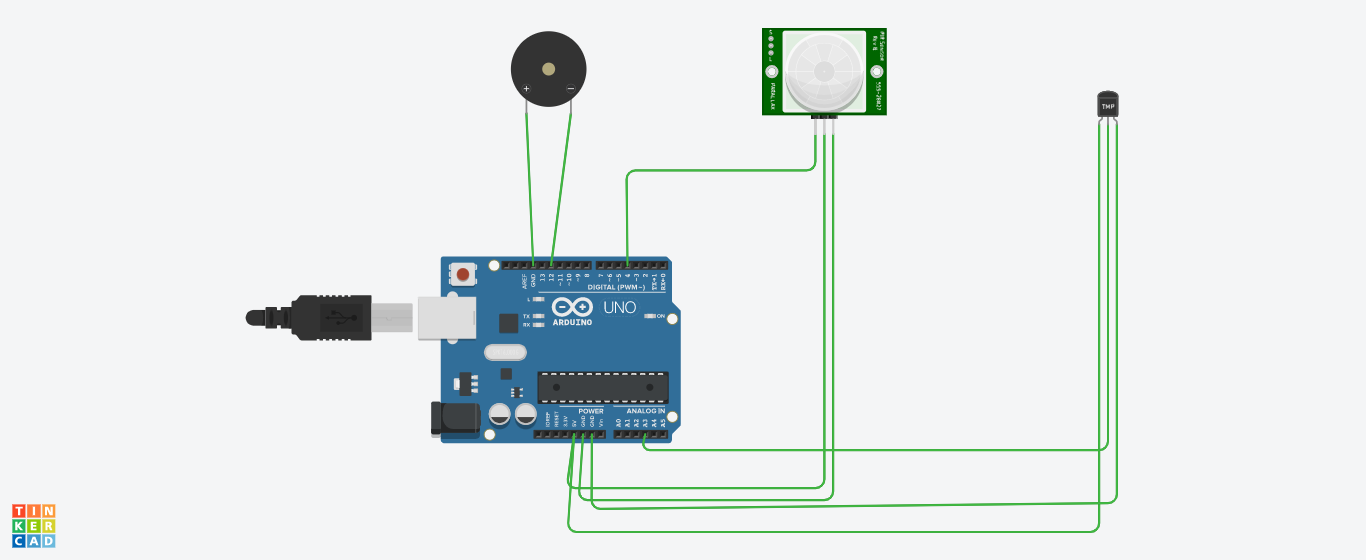 +
−
PIR Sensor
Rev B
555-28027
PARALLAX
TMP
AREF
GND
13
12
~11
~10
~9
8
7
~6
~5
4
~3
2
TX→1
RX←0
DIGITAL (PWM~)
L
TX
RX
ARDUINO
UNO
ON
POWER
ANALOG IN
IOREF
RESET
3.3V
5V
GND
GND
Vin
A0
A1
A2
A3
A4
A5
TIN
KER
CAD